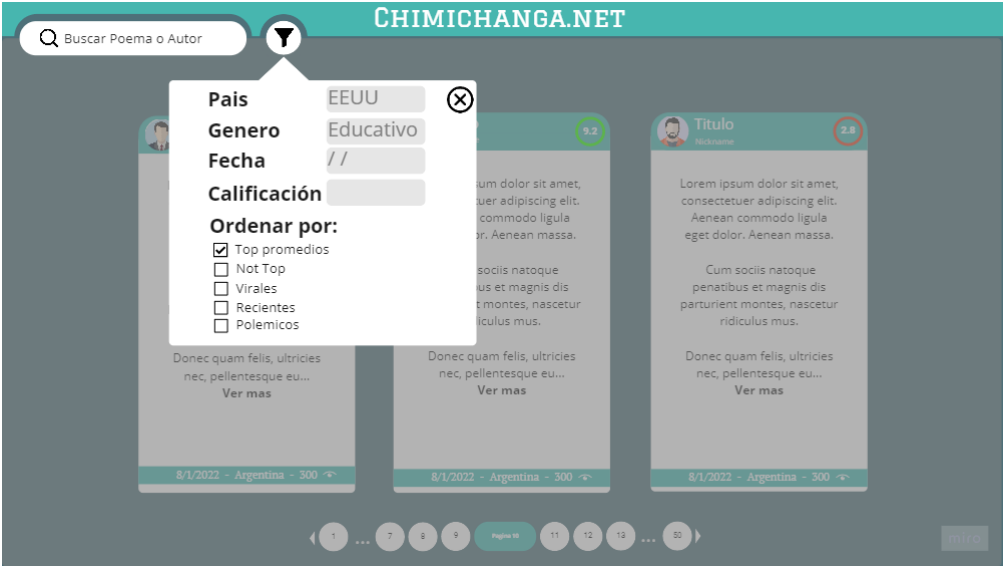 Chimichanga.net
Buscar Poema o Autor
Pais EEUU
Genero Educativo
Fecha / /
Calificación
Ordenar por:
Top promedios
Not Top
Virales
Recientes
Polemicos
Donec quam felis, ultricies
nec, pellentesque eu...
Ver mas
8/1/2022 - Argentina - 300
9.2
sum dolor sit amet,
tuer adipiscing elit.
commodo ligula
or. Aenean massa.
sociis natoque
us et magnis dis
t montes, nascetur
iculus mus.
Donec quam felis, ultricies
nec, pellentesque eu...
Ver mas
8/1/2022 - Argentina - 300
Titulo
Nickname
2.8
Lorem ipsum dolor sit amet,
consectetuer adipiscing elit.
Aenean commodo ligula
eget dolor. Aenean massa.
Cum sociis natoque
penatibus et magnis dis
parturient montes, nascetur
ridiculus mus.
Donec quam felis, ultricies
nec, pellentesque eu...
Ver mas
8/1/2022 - Argentina - 300
1 ... 7 8 9 Pagina 10 11 12 13 ... 50
miro